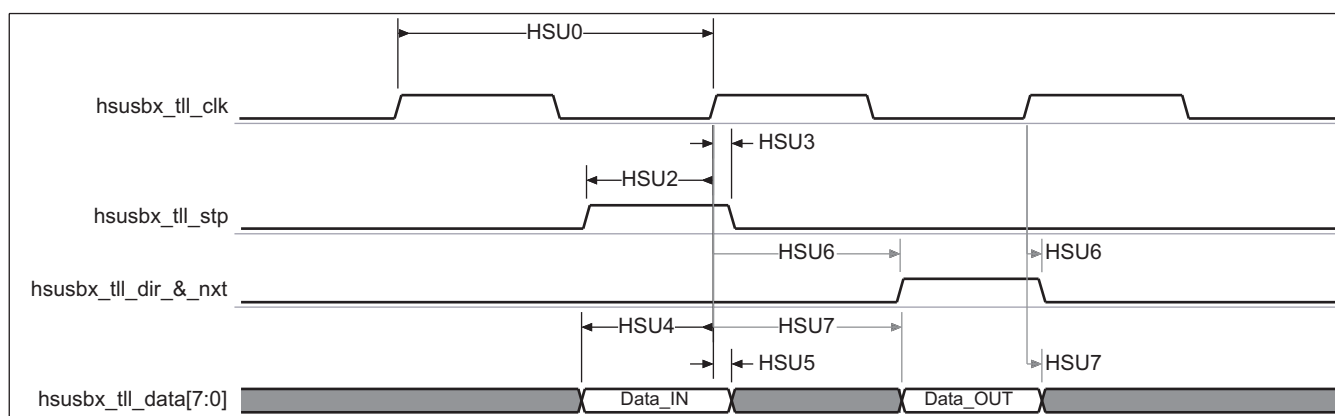 HSU0
hsusbx_tll_clk
HSU3
HSU2
hsusbx_tll_stp
HSU6 HSU6
hsusbx_tll_dir_&_nxt
HSU4 HSU7
HSU5 HSU7
hsusbx_tll_data[7:0] Data_IN Data_OUT